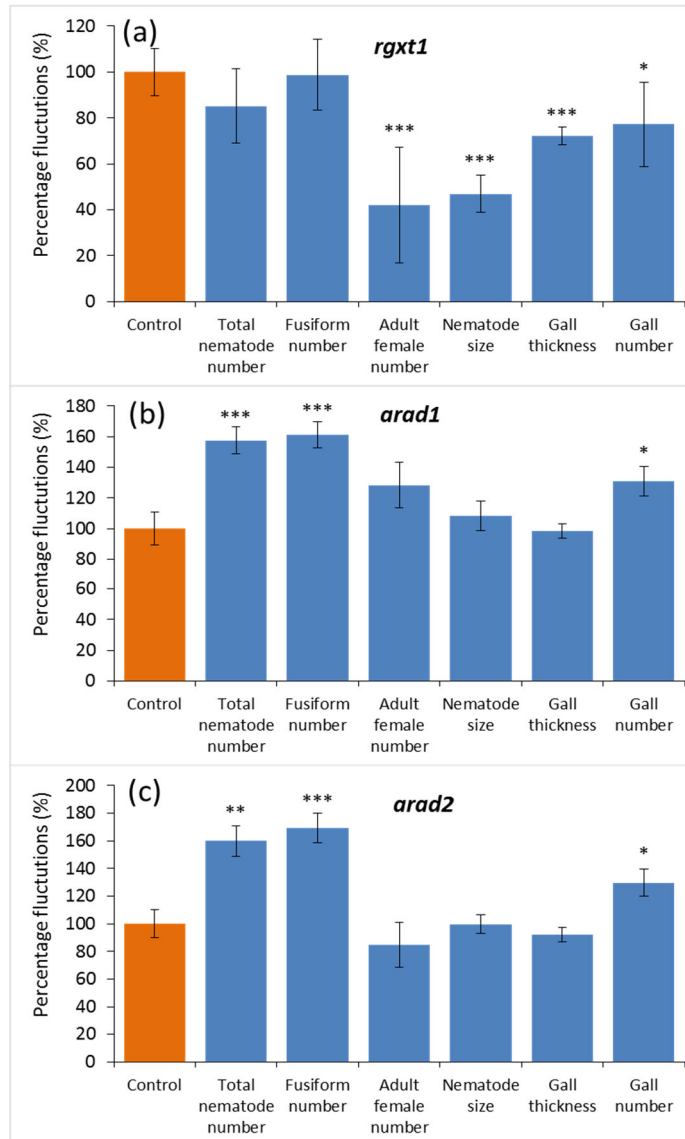 (a)
rgxt1
Percentage fluctutions (%)
120
100
80
60
40
20
0
***
***
***
*
Control
Total
nematode
number
Fusiform
number
Adult
female
number
Nematode
size
Gall
thickness
Gall
number
(b)
arad1
Percentage fluctutions (%)
180
160
140
120
100
80
60
40
20
0
***
***
*
Control
Total
nematode
number
Fusiform
number
Adult
female
number
Nematode
size
Gall
thickness
Gall
number
(c)
arad2
Percentage fluctutions (%)
200
180
160
140
120
100
80
60
40
20
0
**
***
*
Control
Total
nematode
number
Fusiform
number
Adult
female
number
Nematode
size
Gall
thickness
Gall
number